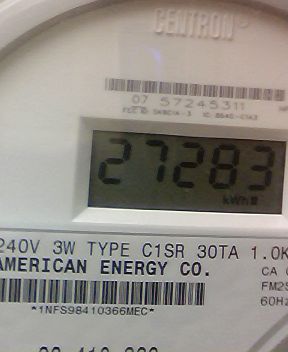 CENTRON
07 57245311
27283
kWh
240V 3W TYPE C1SR 30TA 1.0K
AMERICAN ENERGY CO.
CA
FM2S
60Hz
*1NFS98410366MEC*